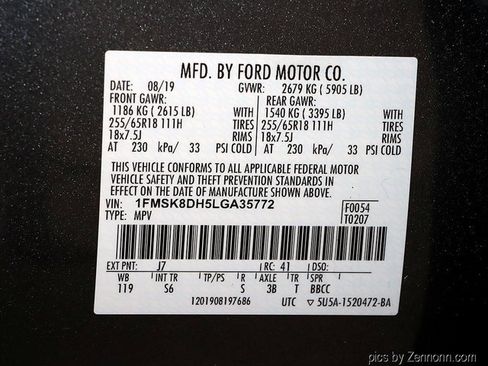 MFD. BY FORD MOTOR CO.
DATE: 08/19 GVWR: 2679 KG ( 5905 LB)
FRONT GAWR: REAR GAWR:
1186 KG ( 2615 LB) WITH 1540 KG ( 3395 LB) WITH
255/65R18 111H TIRES 255/65R18 111H TIRES
18x7.5J RIMS 18x7.5J RIMS
AT 230 kPa/ 33 PSI COLD AT 230 kPa/ 33 PSI COLD
THIS VEHICLE CONFORMS TO ALL APPLICABLE FEDERAL MOTOR
VEHICLE SAFETY AND THEFT PREVENTION STANDARDS IN
EFFECT ON THE DATE OF MANUFACTURE SHOWN ABOVE.
VIN: 1FMSK8DH5LGA35772 F0054
TYPE: MPV T0207
EXT PNT: J7 RC: 41 DSO:
WB INT TR TP/PS R AXLE TR SPR
119 S6 S 3B T BBCC
1201908197686 UTC 5U5A-1520472-BA
pics by Zennonn.com